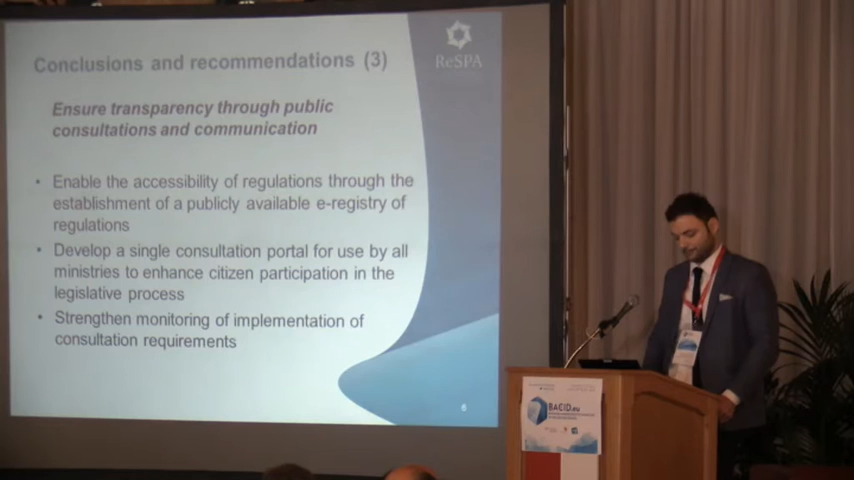 Conclusions and recommendations (3)
ReSPA
Ensure transparency through public
consultations and communication
• Enable the accessibility of regulations through the
establishment of a publicly available e-registry of
regulations
• Develop a single consultation portal for use by all
ministries to enhance citizen participation in the
legislative process
• Strengthen monitoring of implementation of
consultation requirements
6
BACID.eu